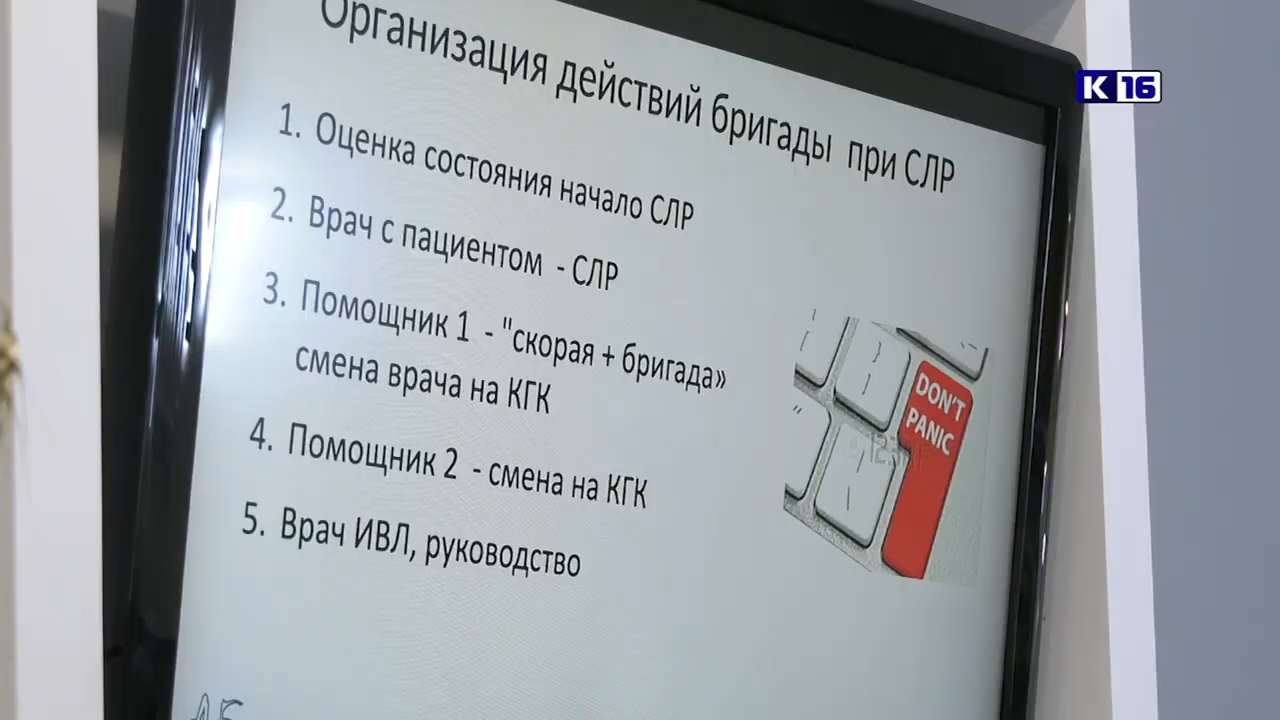 Организация действий бригады при СЛР
K 16
1. Оценка состояния начало СЛР
2. Врач с пациентом - СЛР
3. Помощник 1 - "скорая + бригада»
смена врача на КГК
4. Помощник 2 - смена на КГК
5. Врач ИВЛ, руководство
DON'T
PANIC